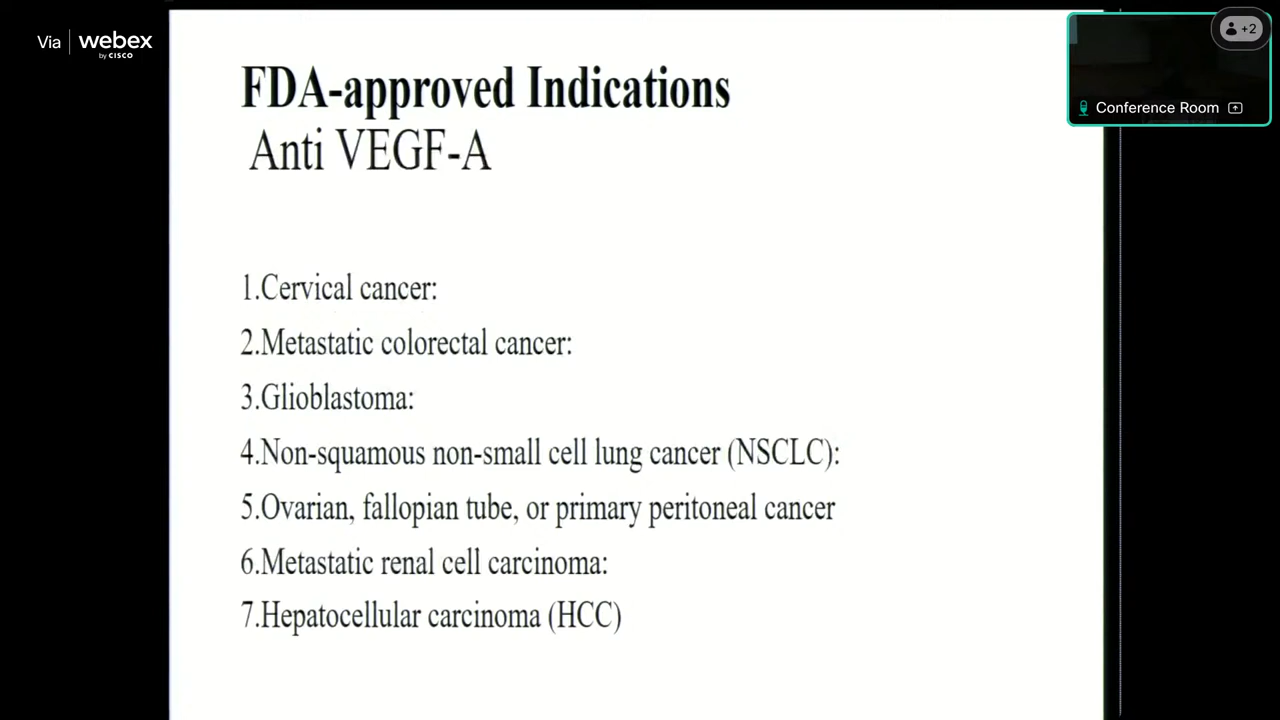 Via webex
by CISCO
+2
Conference Room
FDA-approved Indications
Anti VEGF-A
1.Cervical cancer:
2.Metastatic colorectal cancer:
3.Glioblastoma:
4.Non-squamous non-small cell lung cancer (NSCLC):
5.Ovarian, fallopian tube, or primary peritoneal cancer
6.Metastatic renal cell carcinoma:
7.Hepatocellular carcinoma (HCC)